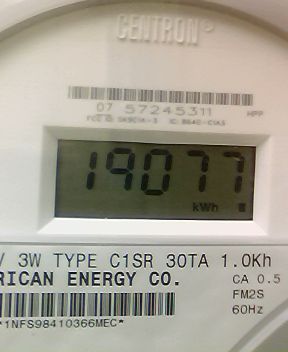 CENTRON®
07 57245311 HPP
19077
kWh
V 3W TYPE C1SR 30TA 1.0Kh
RICAN ENERGY CO. CA 0.5
FM2S
60Hz
*1NFS98410366MEC*